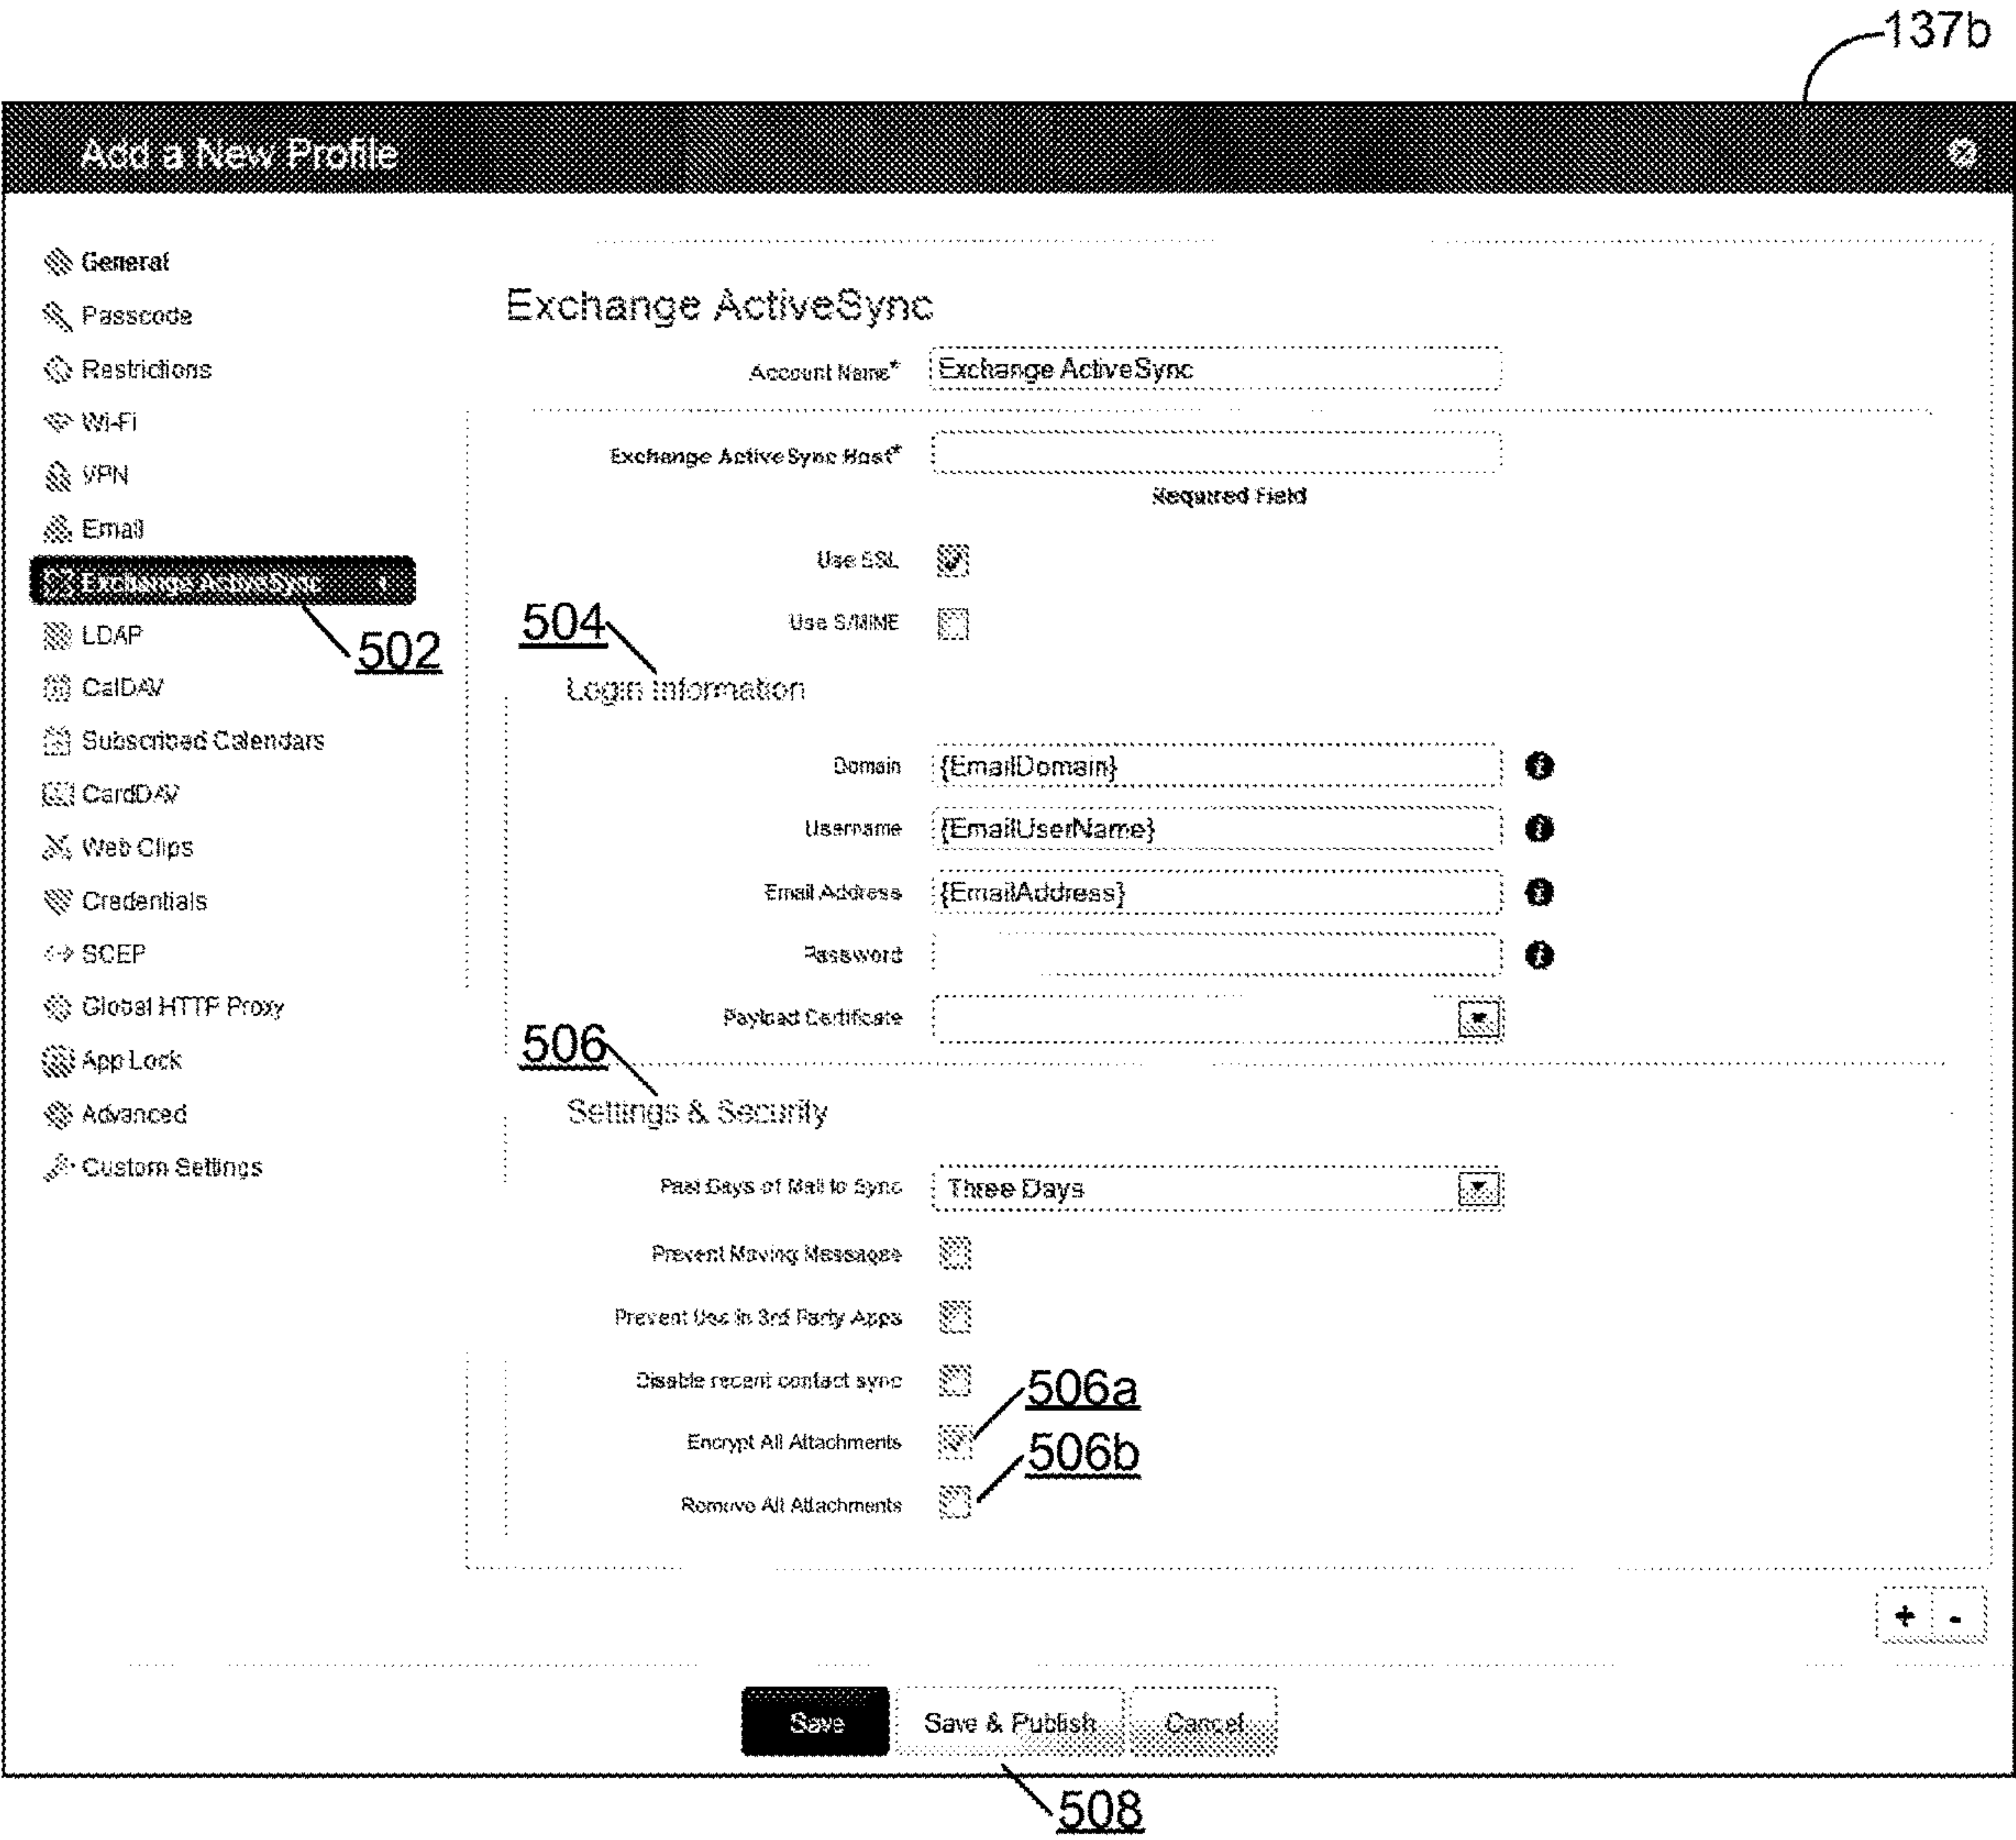 137b
Add a New Profile
General
Passcode
Restrictions
Wi-Fi
VPN
Email
Exchange ActiveSync
502
LDAP
CalDAV
Subscribed Calendars
CardDAV
Web Clips
Credentials
SCEP
Global HTTP Proxy
App Lock
Advanced
Custom Settings
Exchange ActiveSync
Account Name* Exchange ActiveSync
Exchange ActiveSync Host*
Required Field
Use SSL
Use S/MIME
504
Login Information
Domain {EmailDomain}
Username {EmailUserName}
Email Address {EmailAddress}
Password
Payload Certificate
506
Settings & Security
Past Days of Mail to Sync Three Days
Prevent Moving Messages
Prevent Use in 3rd Party Apps
Disable recent contact sync
506a
Encrypt All Attachments
506b
Remove All Attachments
+ -
Save Save & Publish Cancel
508